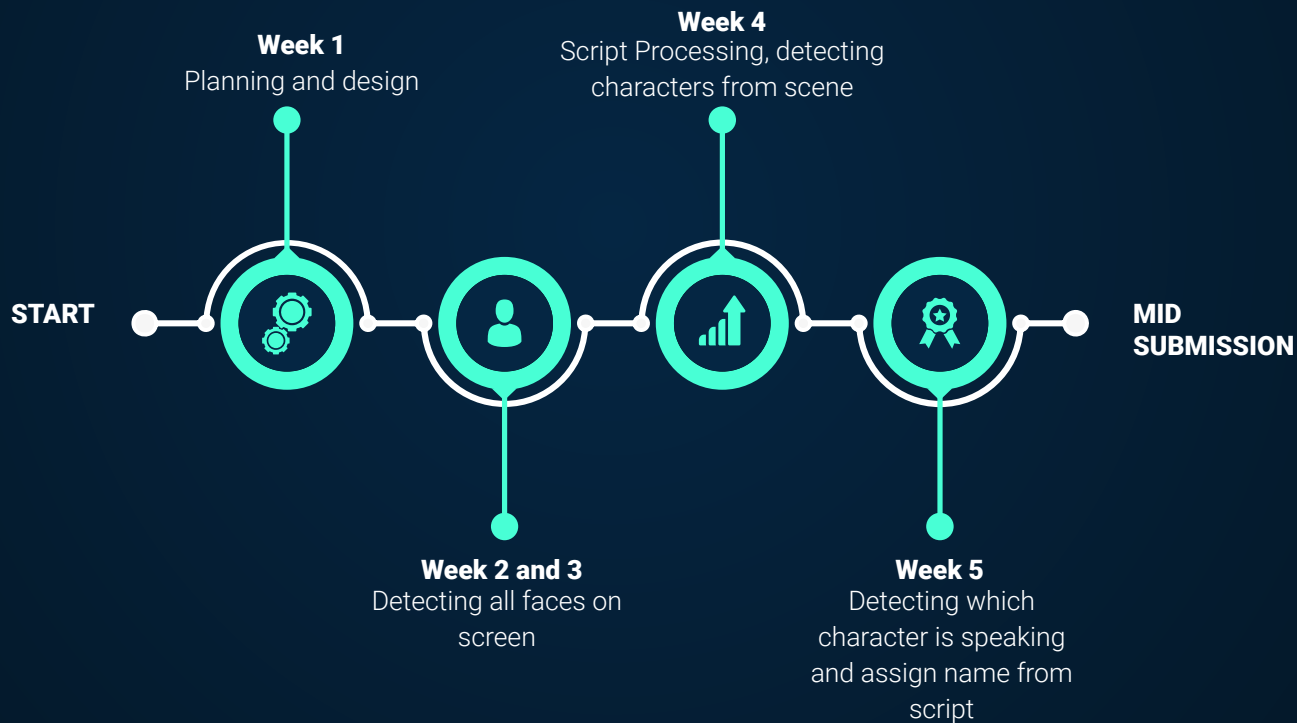 START
Week 1
Planning and design
Week 2 and 3
Detecting all faces on
screen
Week 4
Script Processing, detecting
characters from scene
Week 5
Detecting which
character is speaking
and assign name from
script
MID
SUBMISSION